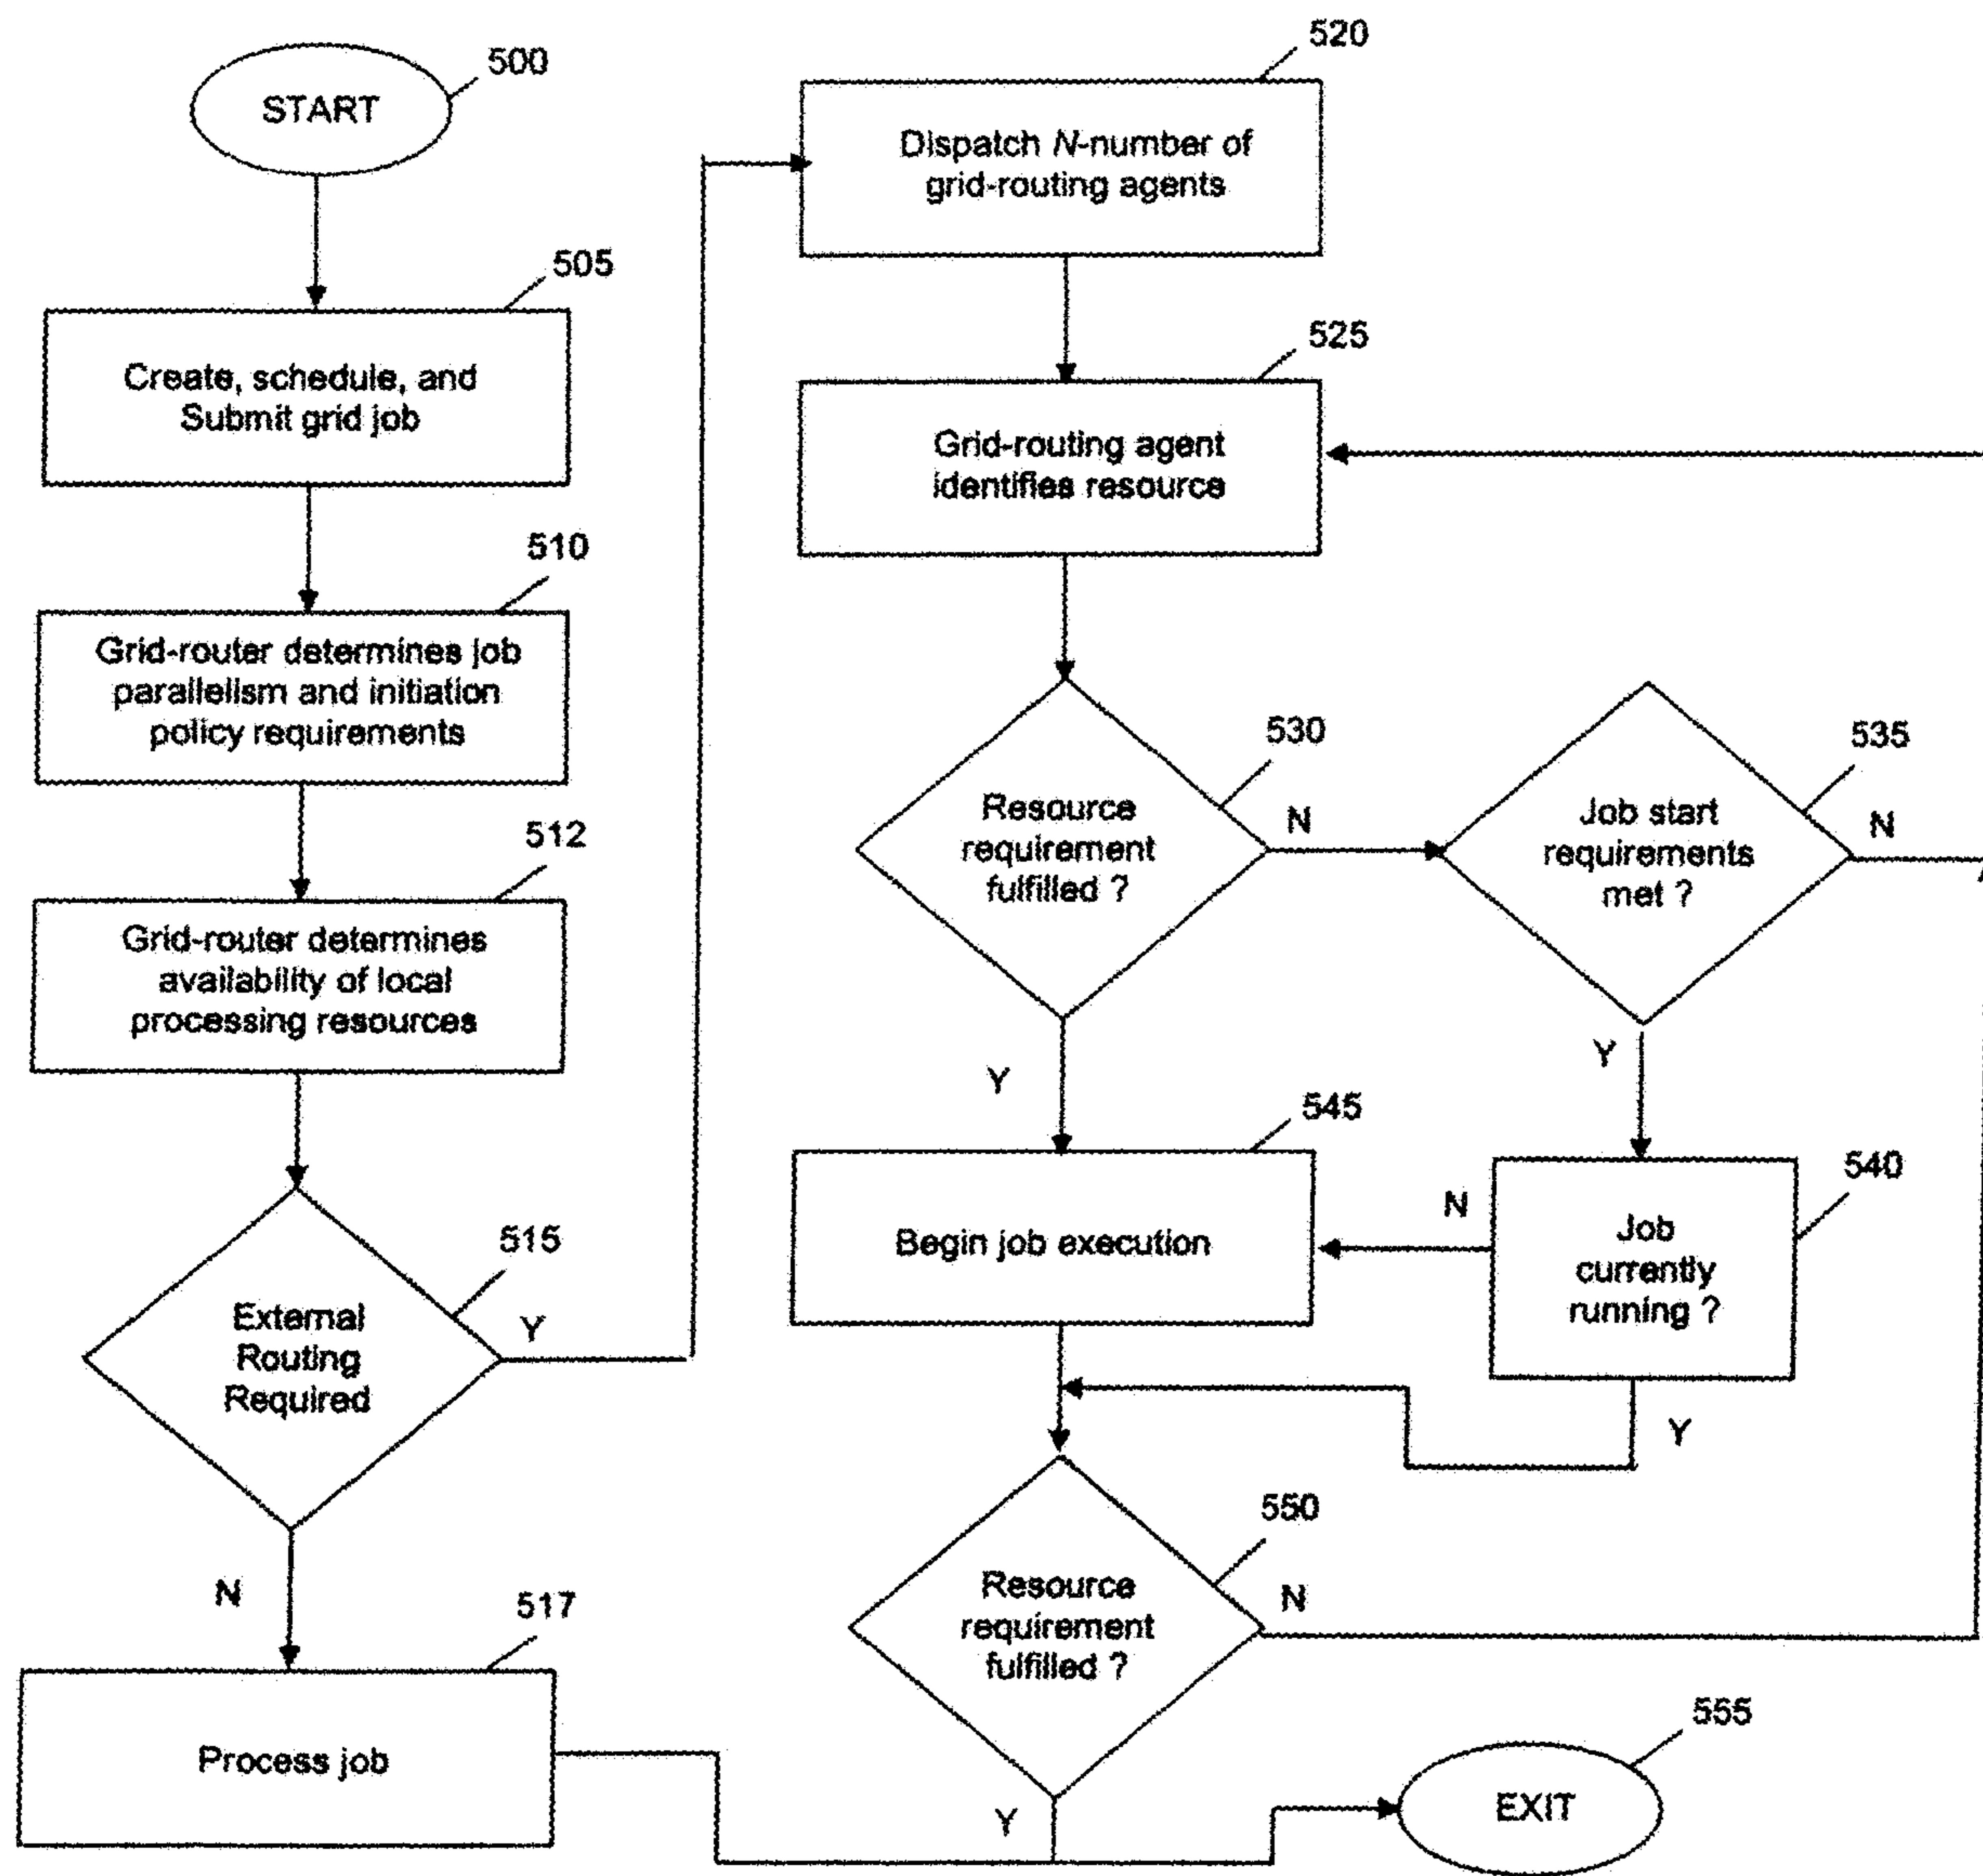 500
START
505
Create, schedule, and
Submit grid job
510
Grid-router determines job
parallelism and initiation
policy requirements
512
Grid-router determines
availability of local
processing resources
515
External
Routing
Required
Y
N
517
Process job
520
Dispatch N-number of
grid-routing agents
525
Grid-routing agent
identifies resource
530
Resource
requirement
fulfilled ?
N
Y
535
Job start
requirements
met ?
N
Y
540
Job
currently
running ?
N
Y
545
Begin job execution
550
Resource
requirement
fulfilled ?
N
Y
555
EXIT